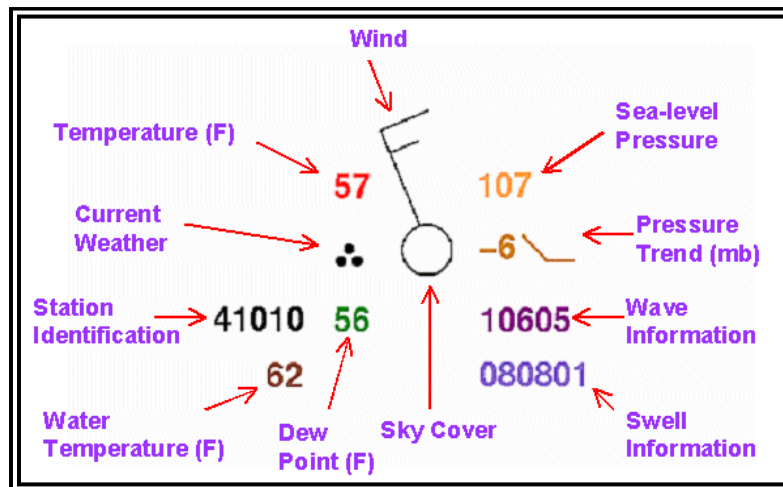 Wind
Temperature (F)
Sea-level
Pressure
57
107
Current
Weather
Pressure
Trend (mb)
–6
Station
Identification
41010
56
10605
Wave
Information
62
080801
Water
Temperature (F)
Dew
Point (F)
Sky Cover
Swell
Information